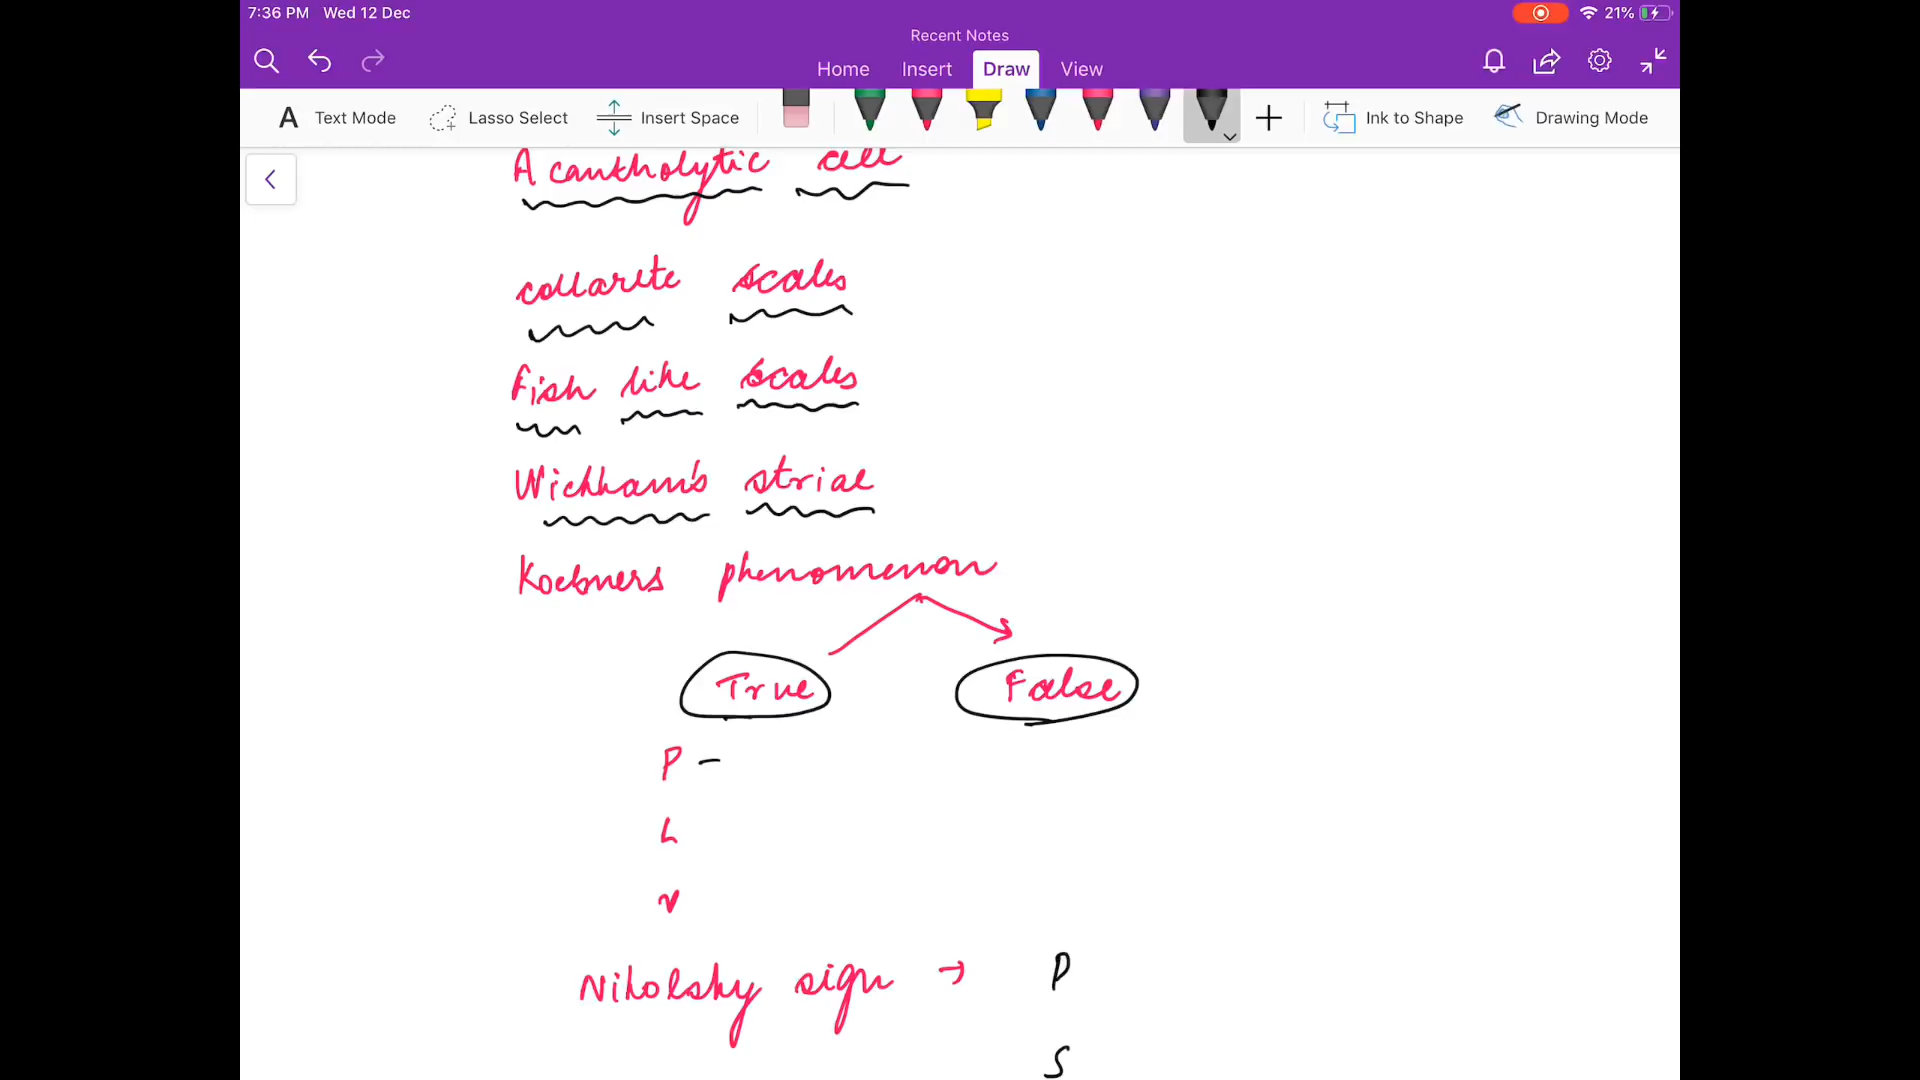 7:36 PM Wed 12 Dec
21%
Recent Notes
Home Insert Draw View
A Text Mode Lasso Select Insert Space Ink to Shape Drawing Mode
Acantholytic cell
collarete scales
Fish like scales
Wickham's striae
Koebners phenomenon
True False
P -
L
V
Nikolsky sign → P
S